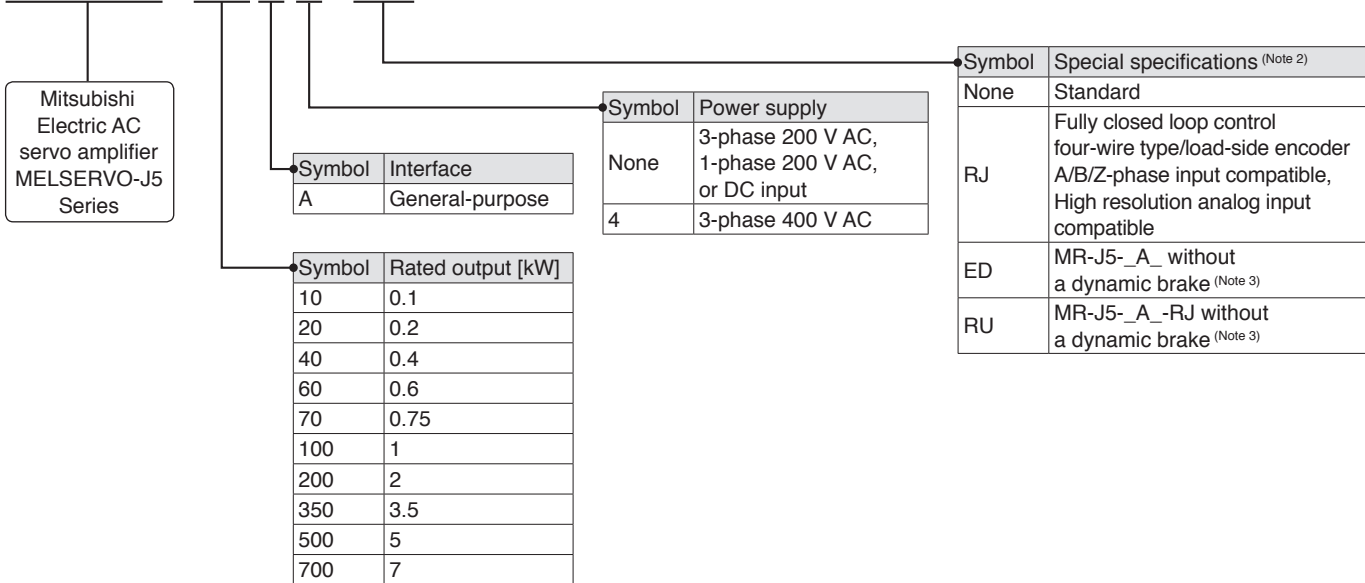 Mitsubishi
Electric AC
servo amplifier
MELSERVO-J5
Series
Symbol Interface
A General-purpose
Symbol Rated output [kW]
10 0.1
20 0.2
40 0.4
60 0.6
70 0.75
100 1
200 2
350 3.5
500 5
700 7
Symbol Power supply
None 3-phase 200 V AC,
1-phase 200 V AC,
or DC input
4 3-phase 400 V AC
Symbol Special specifications (Note 2)
None Standard
RJ Fully closed loop control
four-wire type/load-side encoder
A/B/Z-phase input compatible,
High resolution analog input
compatible
ED MR-J5-_A_ without
a dynamic brake (Note 3)
RU MR-J5-_A_-RJ without
a dynamic brake (Note 3)